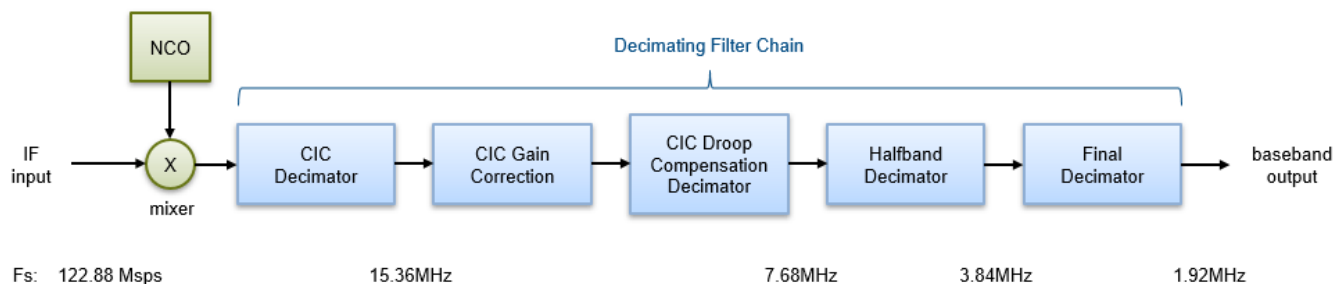 NCO
Decimating Filter Chain
IF
input
X
mixer
CIC
Decimator
CIC Gain
Correction
CIC Droop
Compensation
Decimator
Halfband
Decimator
Final
Decimator
baseband
output
Fs: 122.88 Msps 15.36MHz 7.68MHz 3.84MHz 1.92MHz